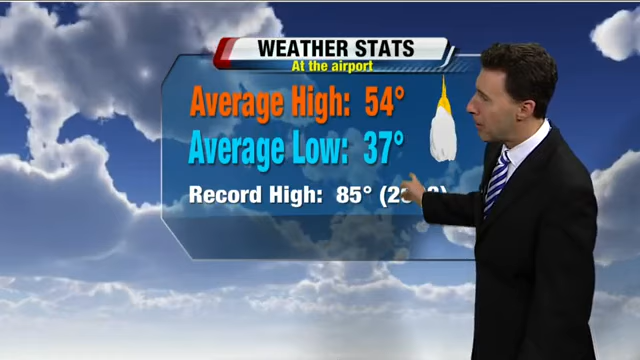 WEATHER STATS
At the airport
Average High: 54°
Average Low: 37°
Record High: 85°